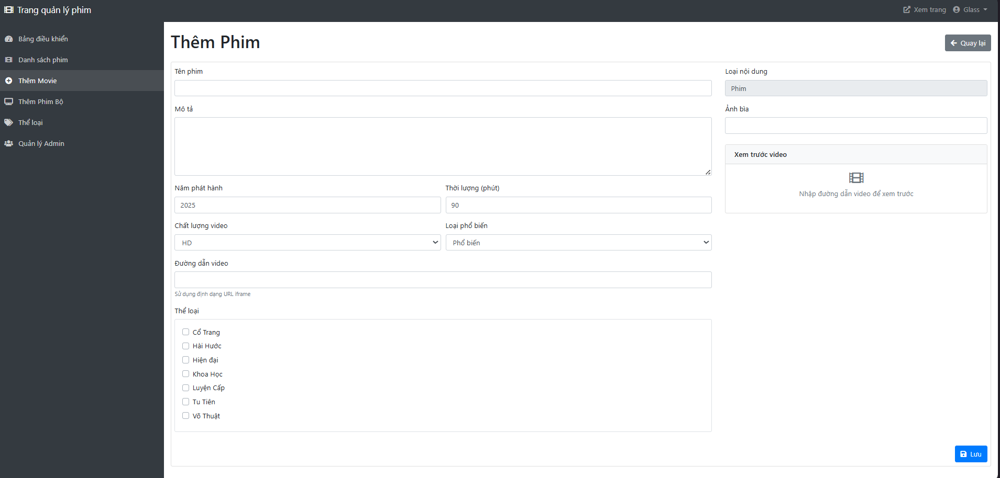 Trang quản lý phim
Xem trang
Glass
Bảng điều khiển
Danh sách phim
Thêm Movie
Thêm Phim Bộ
Thể loại
Quản lý Admin
Thêm Phim
Quay lại
Tên phim
Mô tả
Năm phát hành
Thời lượng (phút)
2025
90
Chất lượng video
Loại phổ biến
HD
Phổ biến
Đường dẫn video
Sử dụng định dạng URL iframe
Thể loại
Cổ Trang
Hài Hước
Hiện đại
Khoa Học
Luyện Cấp
Tu Tiên
Võ Thuật
Loại nội dung
Phim
Ảnh bìa
Xem trước video
Nhập đường dẫn video để xem trước
Lưu